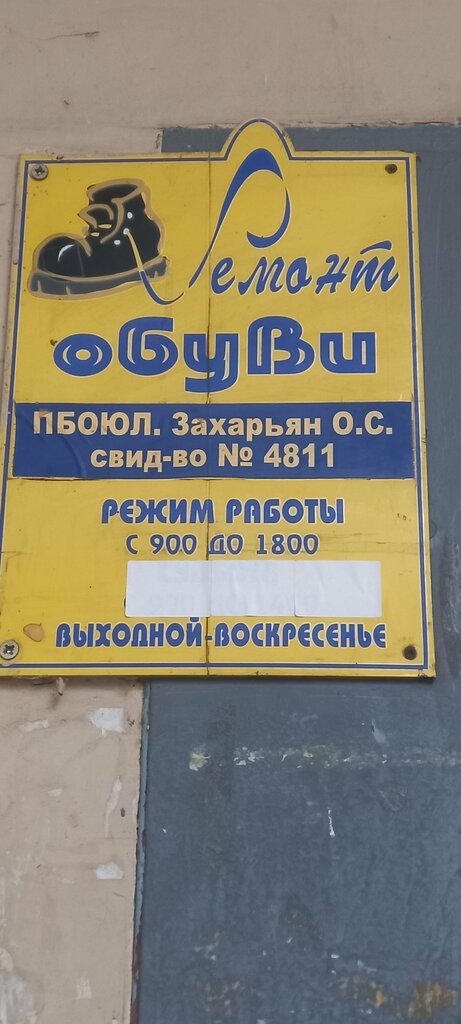 Ремонт
обуви
ПБОЮЛ. Захарьян О.С.
свид-во № 4811
РЕЖИМ РАБОТЫ
С 900 ДО 1800
ВЫХОДНОЙ-ВОСКРЕСЕНЬЕ